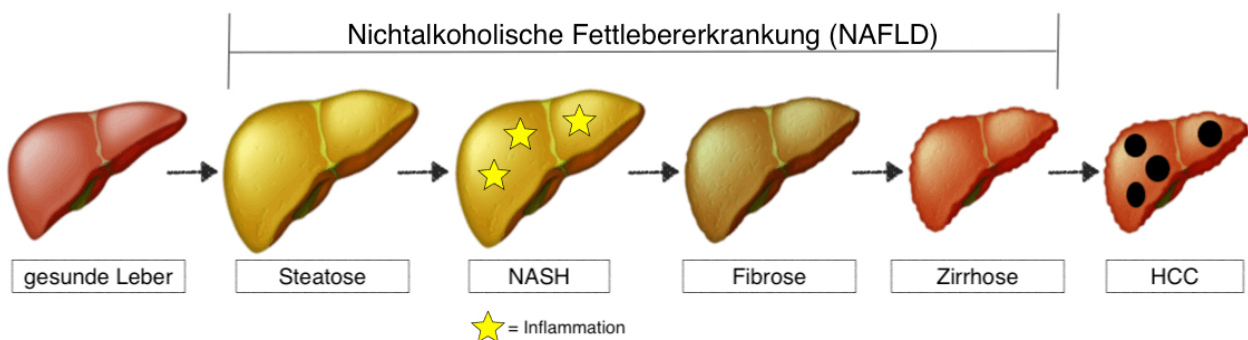 Nichtalkoholische Fettlebererkrankung (NAFLD)
gesunde Leber
Steatose
NASH
Fibrose
Zirrhose
HCC
= Inflammation